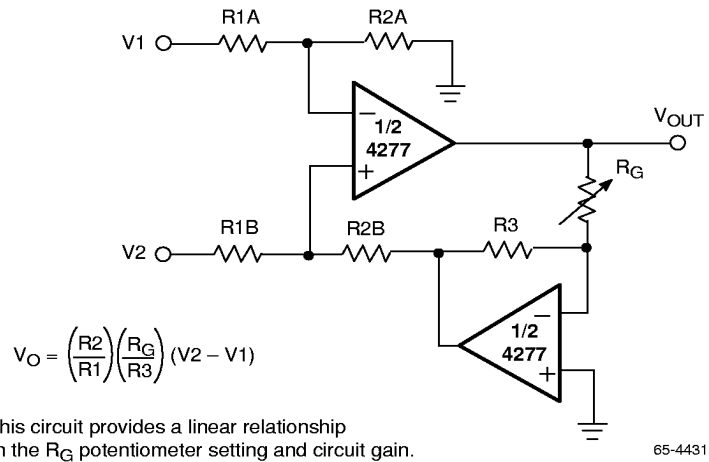 R1A
R2A
V1
VOUT
−
1/2
4277
+
RG
R1B
R2B
R3
V2
−
1/2
4277
+
VO = (R2/R1)(RG/R3) (V2 − V1)
his circuit provides a linear relationship
n the RG potentiometer setting and circuit gain.
65-4431